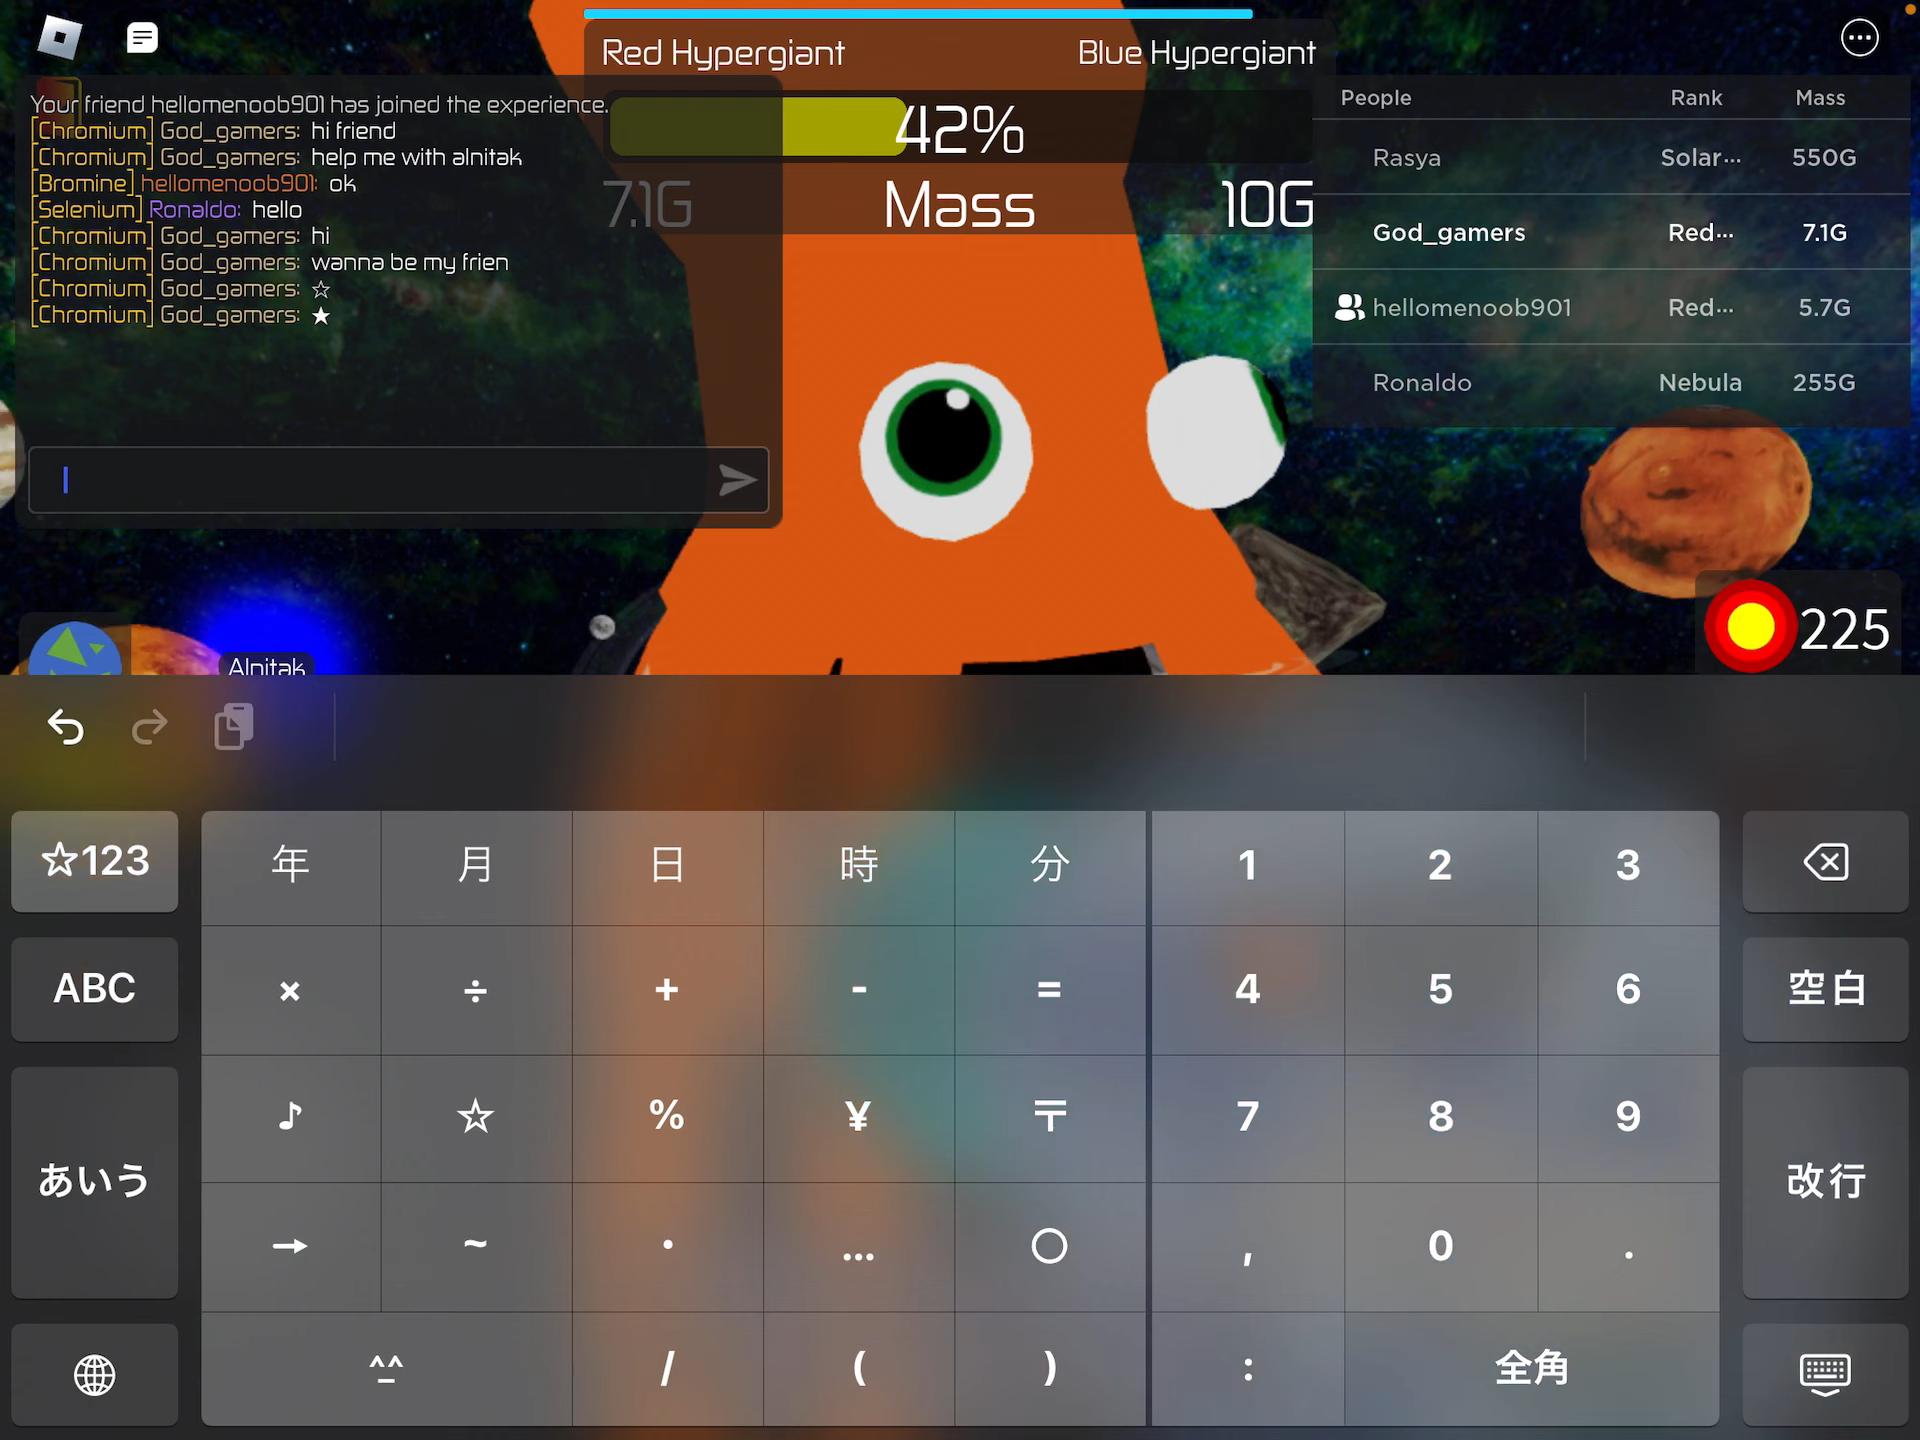 Red Hypergiant Blue Hypergiant
42%
7.1G Mass 10G
Your friend hellomenoob901 has joined the experience.
[Chromium] God_gamers: hi friend
[Chromium] God_gamers: help me with alnitak
[Bromine] hellomenoob901: ok
[Selenium] Ronaldo: hello
[Chromium] God_gamers: hi
[Chromium] God_gamers: wanna be my frien
[Chromium] God_gamers: ☆
[Chromium] God_gamers: ★
People Rank Mass
Rasya Solar... 550G
God_gamers Red... 7.1G
hellomenoob901 Red... 5.7G
Ronaldo Nebula 255G
225
Alnitak
☆123 年 月 日 時 分 1 2 3
ABC × ÷ + - = 4 5 6 空白
♪ ☆ % ¥ 〒 7 8 9
あいう 改行
→ ~ ・ … ○ , 0 .
^_^ / ( ) : 全角